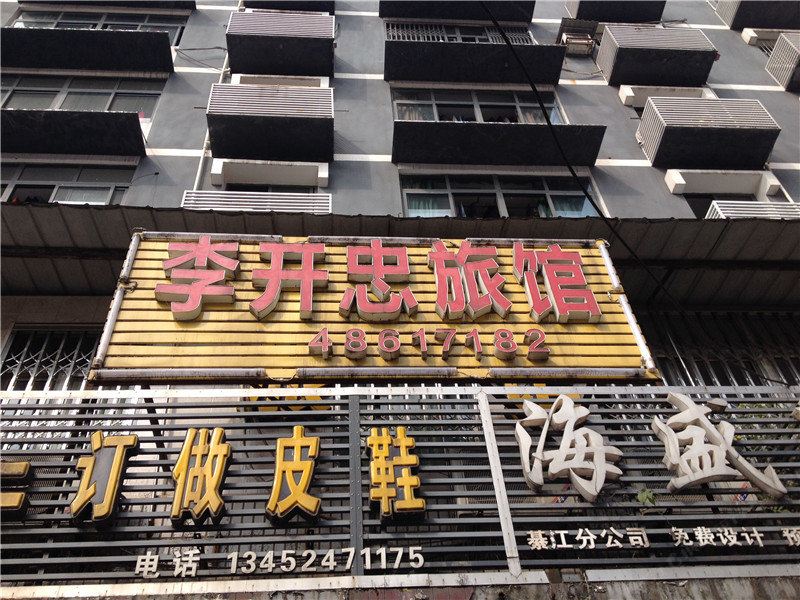 李开忠旅馆
48617182
订做皮鞋
电话 13452471175
海盛
綦江分公司 免费设计 预